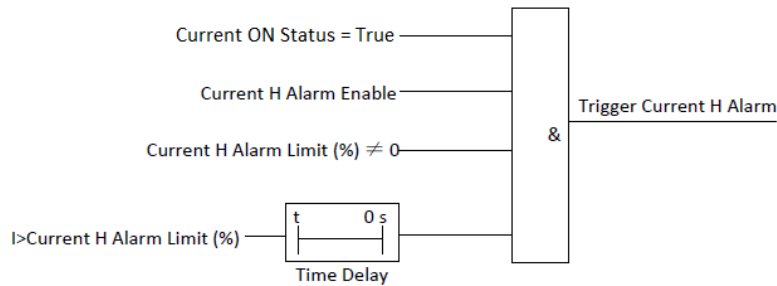 Current ON Status = True
Current H Alarm Enable
Trigger Current H Alarm
&
Current H Alarm Limit (%) ≠ 0
t 0 s
I>Current H Alarm Limit (%)
Time Delay